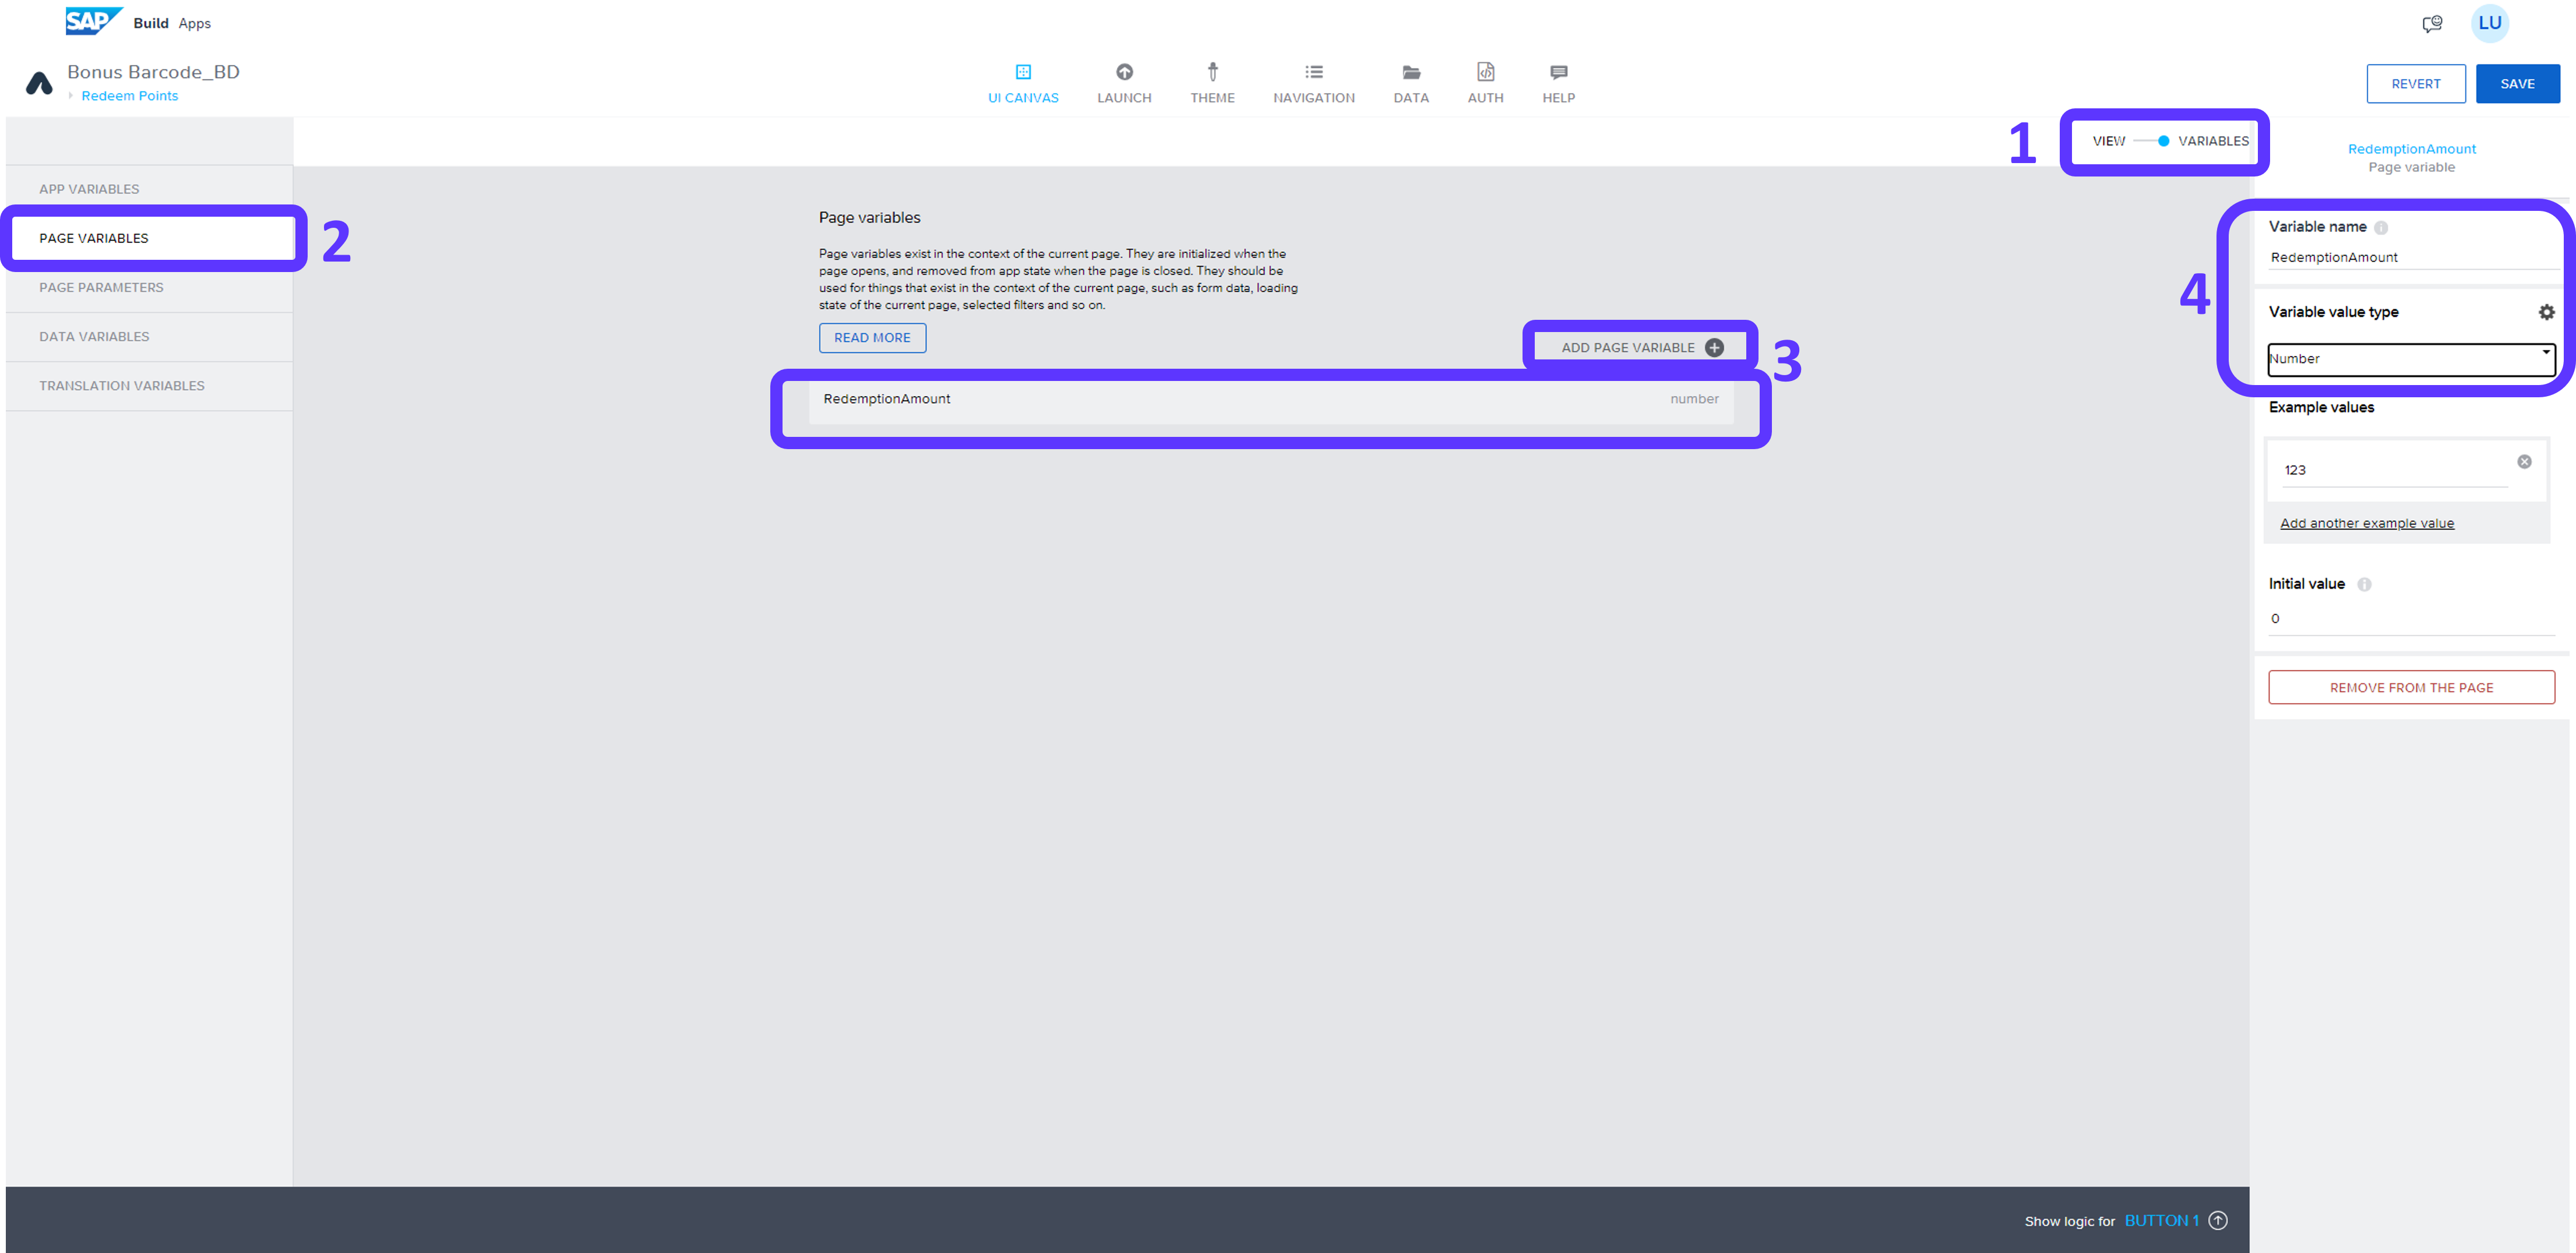 SAP Build Apps
Bonus Barcode_BD
Redeem Points
UI CANVAS
LAUNCH
THEME
NAVIGATION
DATA
AUTH
HELP
LU
REVERT
SAVE
1
VIEW VARIABLES
APP VARIABLES
PAGE VARIABLES
2
PAGE PARAMETERS
DATA VARIABLES
TRANSLATION VARIABLES
Page variables
Page variables exist in the context of the current page. They are initialized when the
page opens, and removed from app state when the page is closed. They should be
used for things that exist in the context of the current page, such as form data, loading
state of the current page, selected filters and so on.
READ MORE
ADD PAGE VARIABLE
3
RedemptionAmount number
RedemptionAmount
Page variable
4
Variable name
RedemptionAmount
Variable value type
Number
Example values
123
Add another example value
Initial value
0
REMOVE FROM THE PAGE
Show logic for BUTTON 1